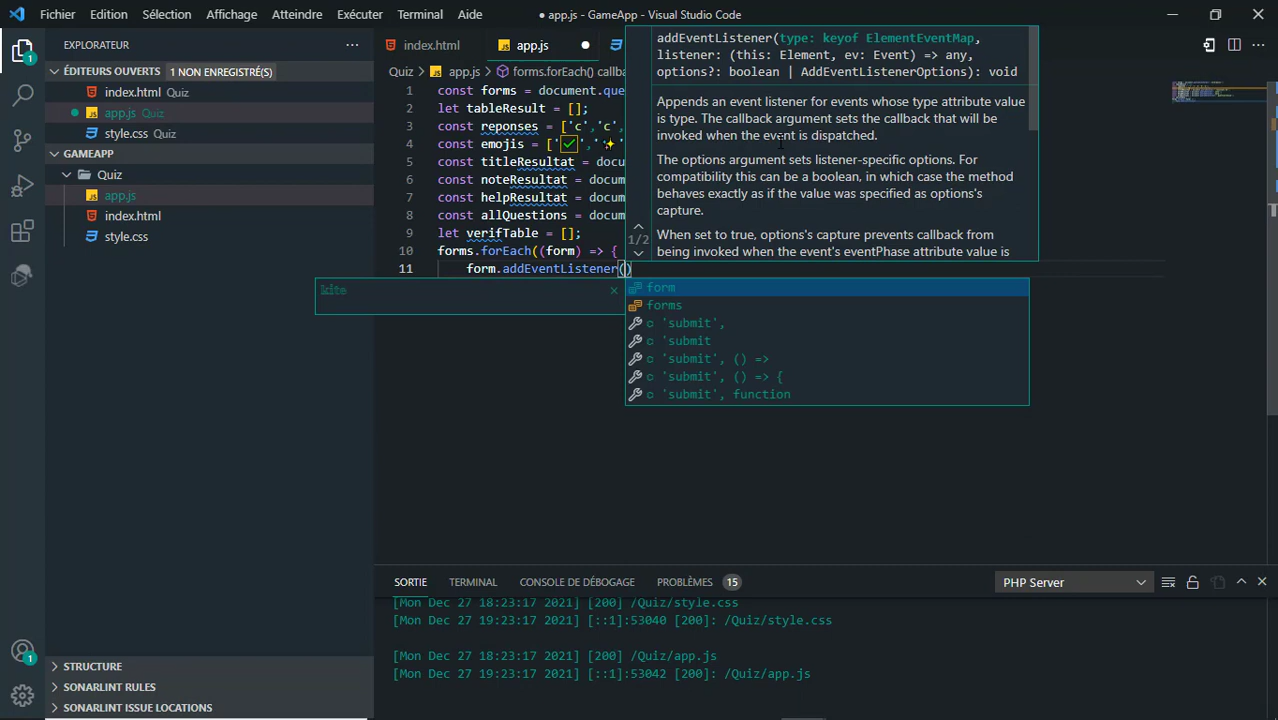 Fichier Edition Sélection Affichage Atteindre Exécuter Terminal Aide ● app.js - GameApp - Visual Studio Code
EXPLORATEUR
ÉDITEURS OUVERTS 1 NON ENREGISTRÉ(S)
index.html Quiz
app.js Quiz
style.css Quiz
GAMEAPP
Quiz
app.js
index.html
style.css
STRUCTURE
SONARLINT RULES
SONARLINT ISSUE LOCATIONS
1
1
index.html app.js
Quiz > app.js > forms.forEach() callba
1 const forms = document.que
2 let tableResult = [];
3 const reponses = ['c','c',
4 const emojis = ['✅','✨'
5 const titleResultat = docu
6 const noteResultat = docum
7 const helpResultat = docum
8 const allQuestions = docum
9 let verifTable = [];
10 forms.forEach((form) => {
11 form.addEventListener()
kite
addEventListener(type: keyof ElementEventMap,
listener: (this: Element, ev: Event) => any,
options?: boolean | AddEventListenerOptions): void
Appends an event listener for events whose type attribute value
is type. The callback argument sets the callback that will be
invoked when the event is dispatched.
The options argument sets listener-specific options. For
compatibility this can be a boolean, in which case the method
behaves exactly as if the value was specified as options's
capture.
When set to true, options's capture prevents callback from
being invoked when the event's eventPhase attribute value is
1/2
form
forms
'submit',
'submit
'submit', () =>
'submit', () => {
'submit', function
SORTIE TERMINAL CONSOLE DE DÉBOGAGE PROBLÈMES 15 PHP Server
[Mon Dec 27 18:23:17 2021] [200] /Quiz/style.css
[Mon Dec 27 19:23:17 2021] [::1]:53040 [200]: /Quiz/style.css
[Mon Dec 27 18:23:17 2021] [200] /Quiz/app.js
[Mon Dec 27 19:23:17 2021] [::1]:53042 [200]: /Quiz/app.js